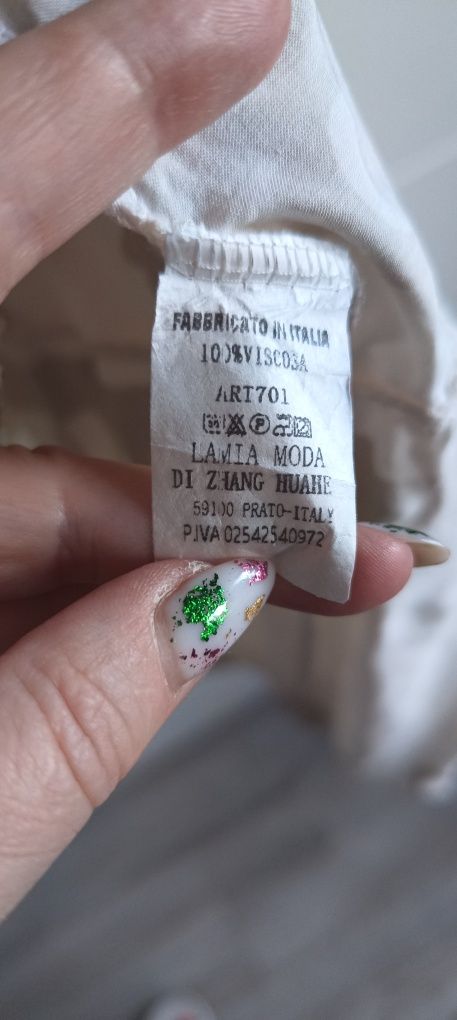 FABBRICATO IN ITALIA
100%VISCOSA
ART701
P
LAMIA MODA
DI ZHANG HUAHE
59100 PRATO-ITALY
P.IVA 02542540972